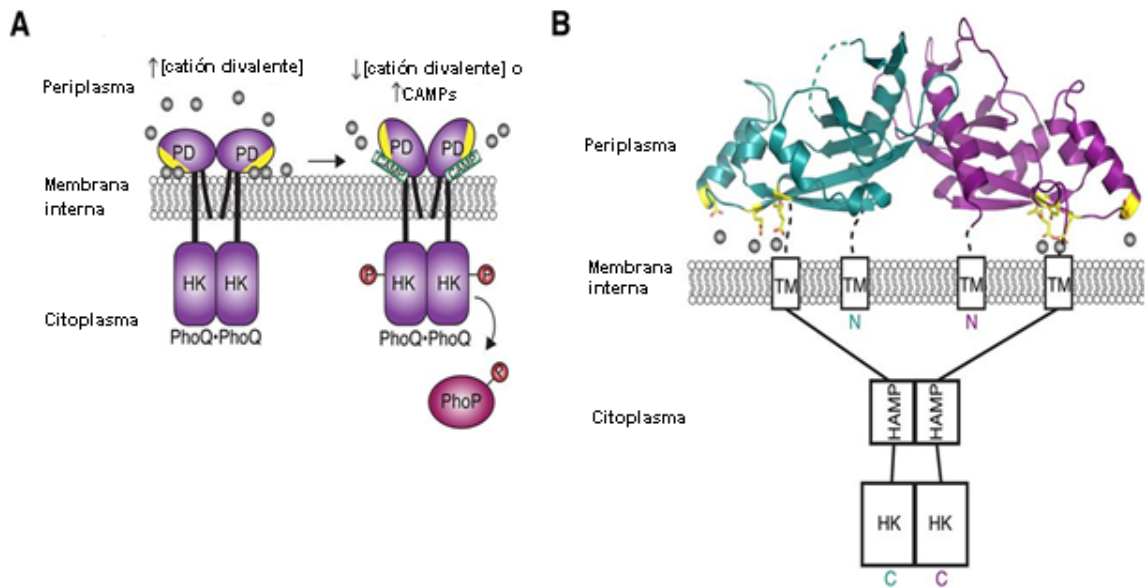 A
Periplasma
↑[catión divalente]
↓[catión divalente] o
↑CAMPs
PD
PD
PD
PD
CAMP
CAMP
Membrana
interna
HK
HK
P
HK
HK
P
Citoplasma
PhoQ•PhoQ
PhoQ•PhoQ
PhoP
P
B
Periplasma
Membrana
interna
TM
TM
TM
TM
N
N
Citoplasma
HAMP
HAMP
HK
HK
C
C